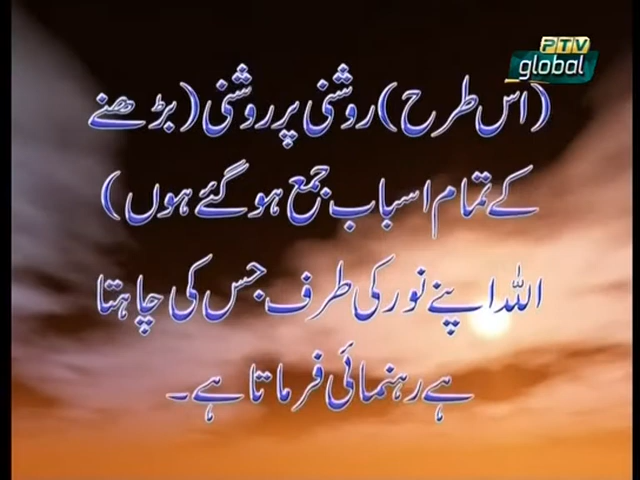 PTV
global
(اس طرح) روشنی پر روشنی (بڑھنے
کے تمام اسباب جمع ہو گئے ہوں)
اللہ اپنے نور کی طرف جس کی چاہتا
ہے رہنمائی فرماتا ہے۔